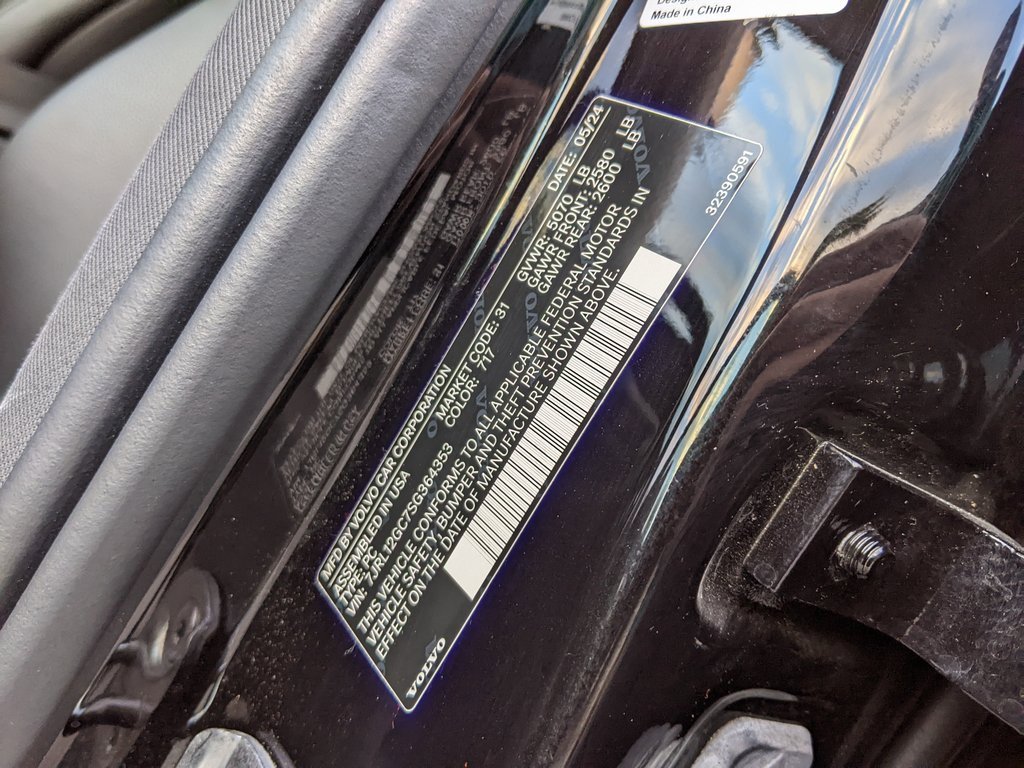 Made in China
MFD BY VOLVO CAR CORPORATION DATE: 05/24
ASSEMBLED IN USA MARKET CODE: 31 GVWR: 5070 LB
TYPE: PC COLOR: 717 GAWR FRONT: 2580 LB
GAWR REAR: 2600 LB
THIS VEHICLE CONFORMS TO ALL APPLICABLE FEDERAL MOTOR
VEHICLE SAFETY, BUMPER AND THEFT PREVENTION STANDARDS IN
EFFECT ON THE DATE OF MANUFACTURE SHOWN ABOVE.
VOLVO 32390591